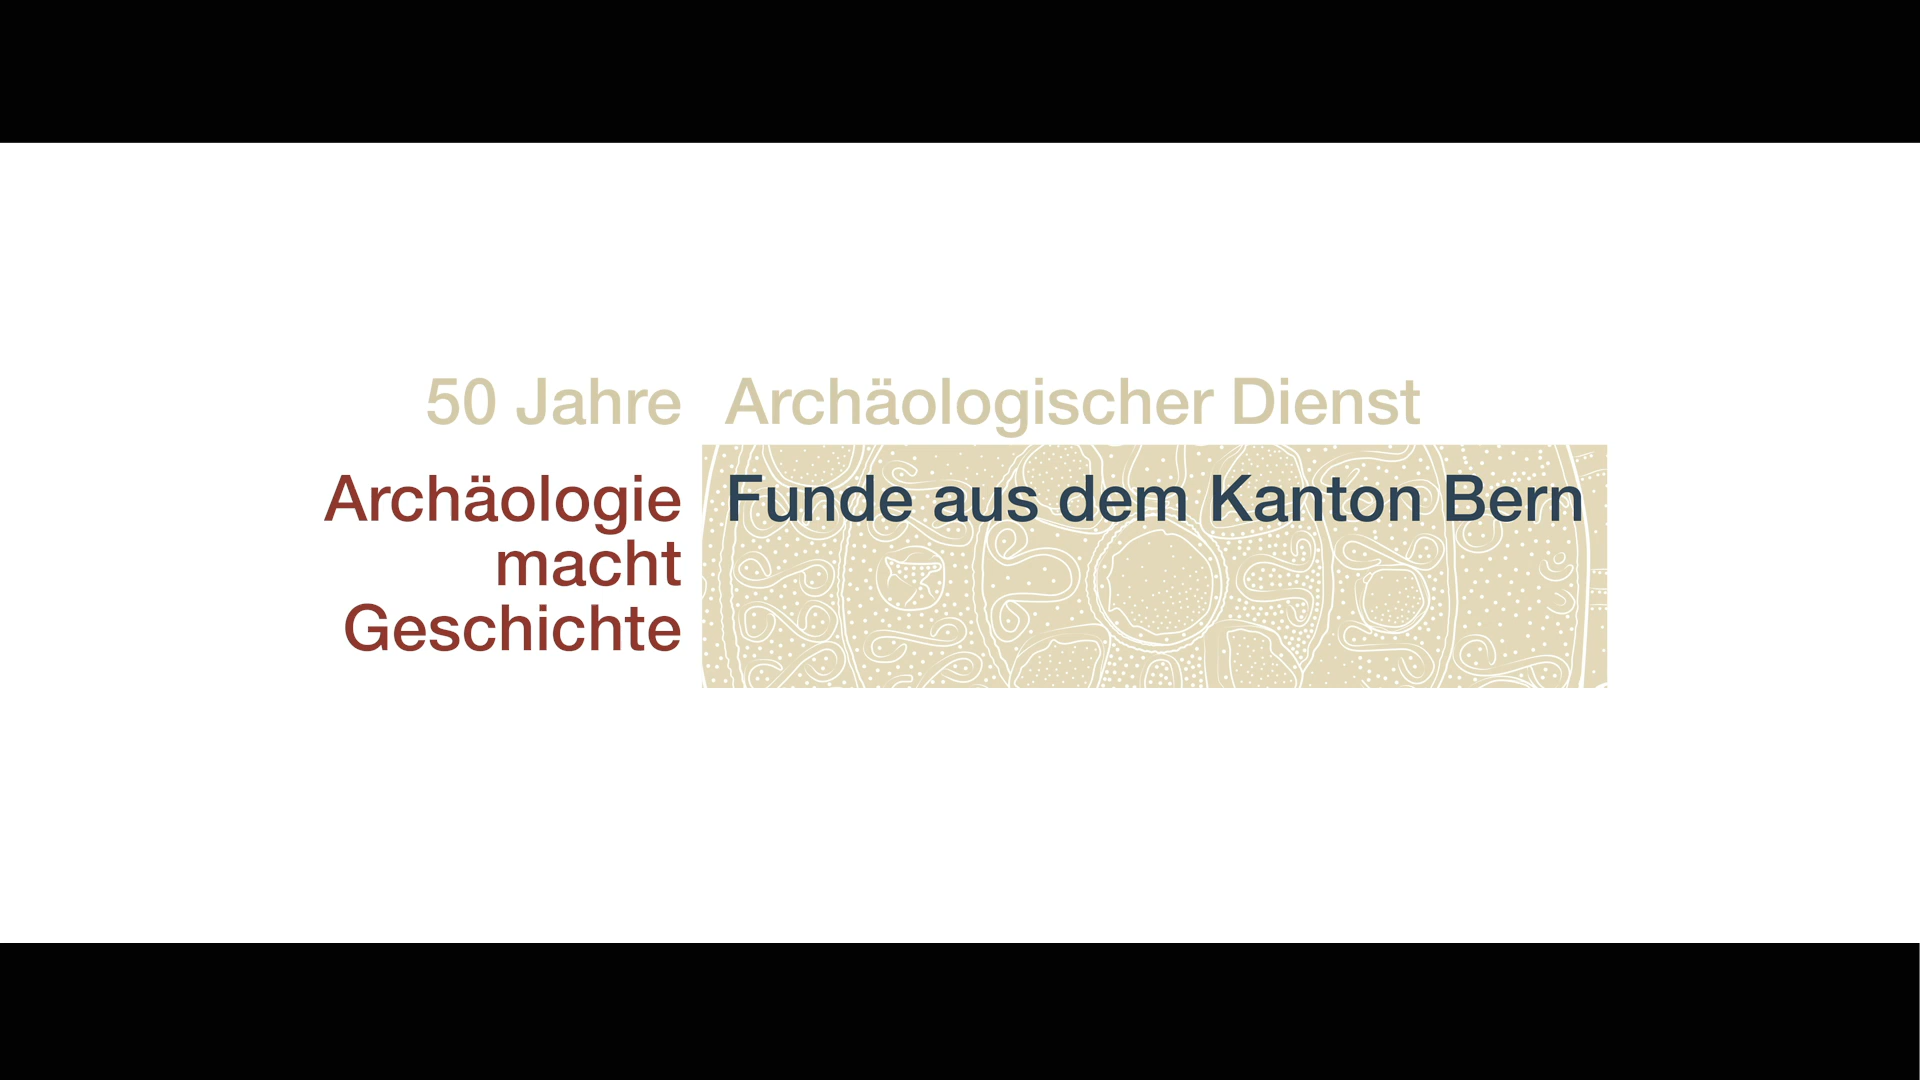 50 Jahre Archäologischer Dienst
Archäologie Funde aus dem Kanton Bern
macht
Geschichte